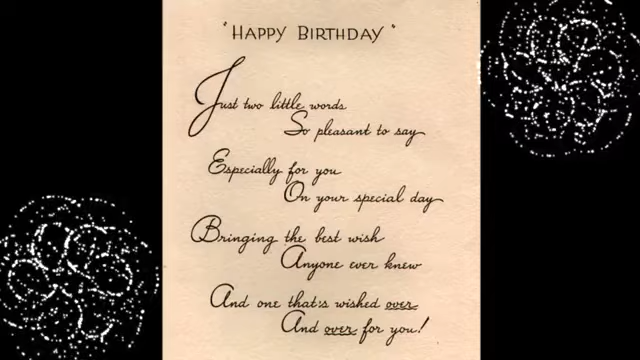 "HAPPY BIRTHDAY"
Just two little words
So pleasant to say
Especially for you
On your special day
Bringing the best wish
Anyone ever knew
And one that's wished over
And over for you!